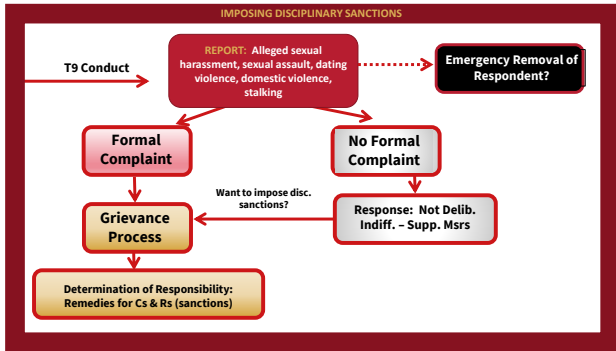 IMPOSING DISCIPLINARY SANCTIONS
T9 Conduct
REPORT: Alleged sexual
harassment, sexual assault, dating
violence, domestic violence,
stalking
Emergency Removal of
Respondent?
Formal
Complaint
No Formal
Complaint
Want to impose disc.
sanctions?
Grievance
Process
Response: Not Delib.
Indiff. – Supp. Msrs
Determination of Responsibility:
Remedies for Cs & Rs (sanctions)